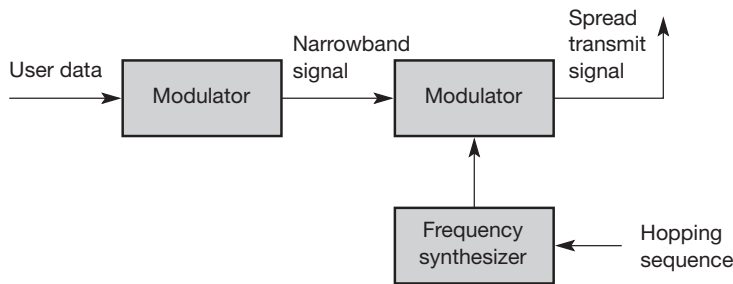 User data
Modulator
Narrowband
signal
Modulator
Spread
transmit
signal
Frequency
synthesizer
Hopping
sequence